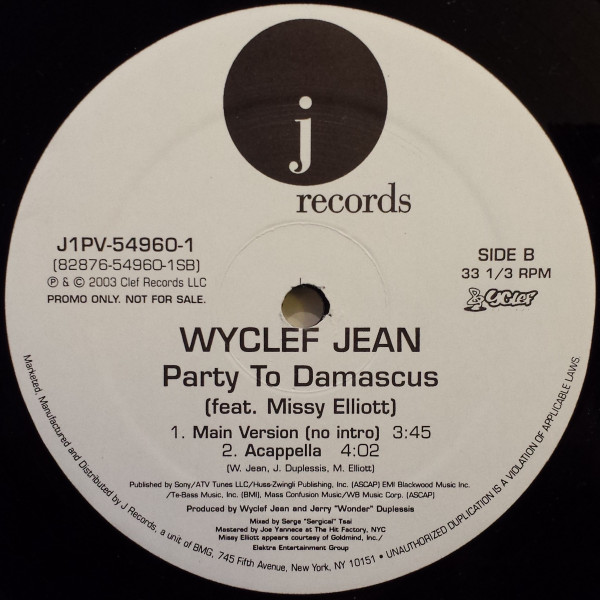 j
records
J1PV-54960-1
(82876-54960-1SB)
℗ & © 2003 Clef Records LLC
PROMO ONLY. NOT FOR SALE.
SIDE B
33 1/3 RPM
Wyclef
WYCLEF JEAN
Party To Damascus
(feat. Missy Elliott)
1. Main Version (no intro) 3:45
2. Acappella 4:02
(W. Jean, J. Duplessis, M. Elliott)
Published by Sony/ATV Tunes LLC/Huss-Zwingli Publishing, Inc. (ASCAP) EMI Blackwood Music Inc.
/Te-Bass Music, Inc. (BMI), Mass Confusion Music/WB Music Corp. (ASCAP)
Produced by Wyclef Jean and Jerry "Wonder" Duplessis
Mixed by Serge "Sergical" Tsai
Mastered by Joe Yannece at The Hit Factory, NYC
Missy Elliott appears courtesy of Goldmind, Inc./
Elektra Entertainment Group
Marketed, Manufactured and Distributed by J Records, a unit of BMG, 745 Fifth Avenue, New York, NY 10151 • UNAUTHORIZED DUPLICATION IS A VIOLATION OF APPLICABLE LAWS.